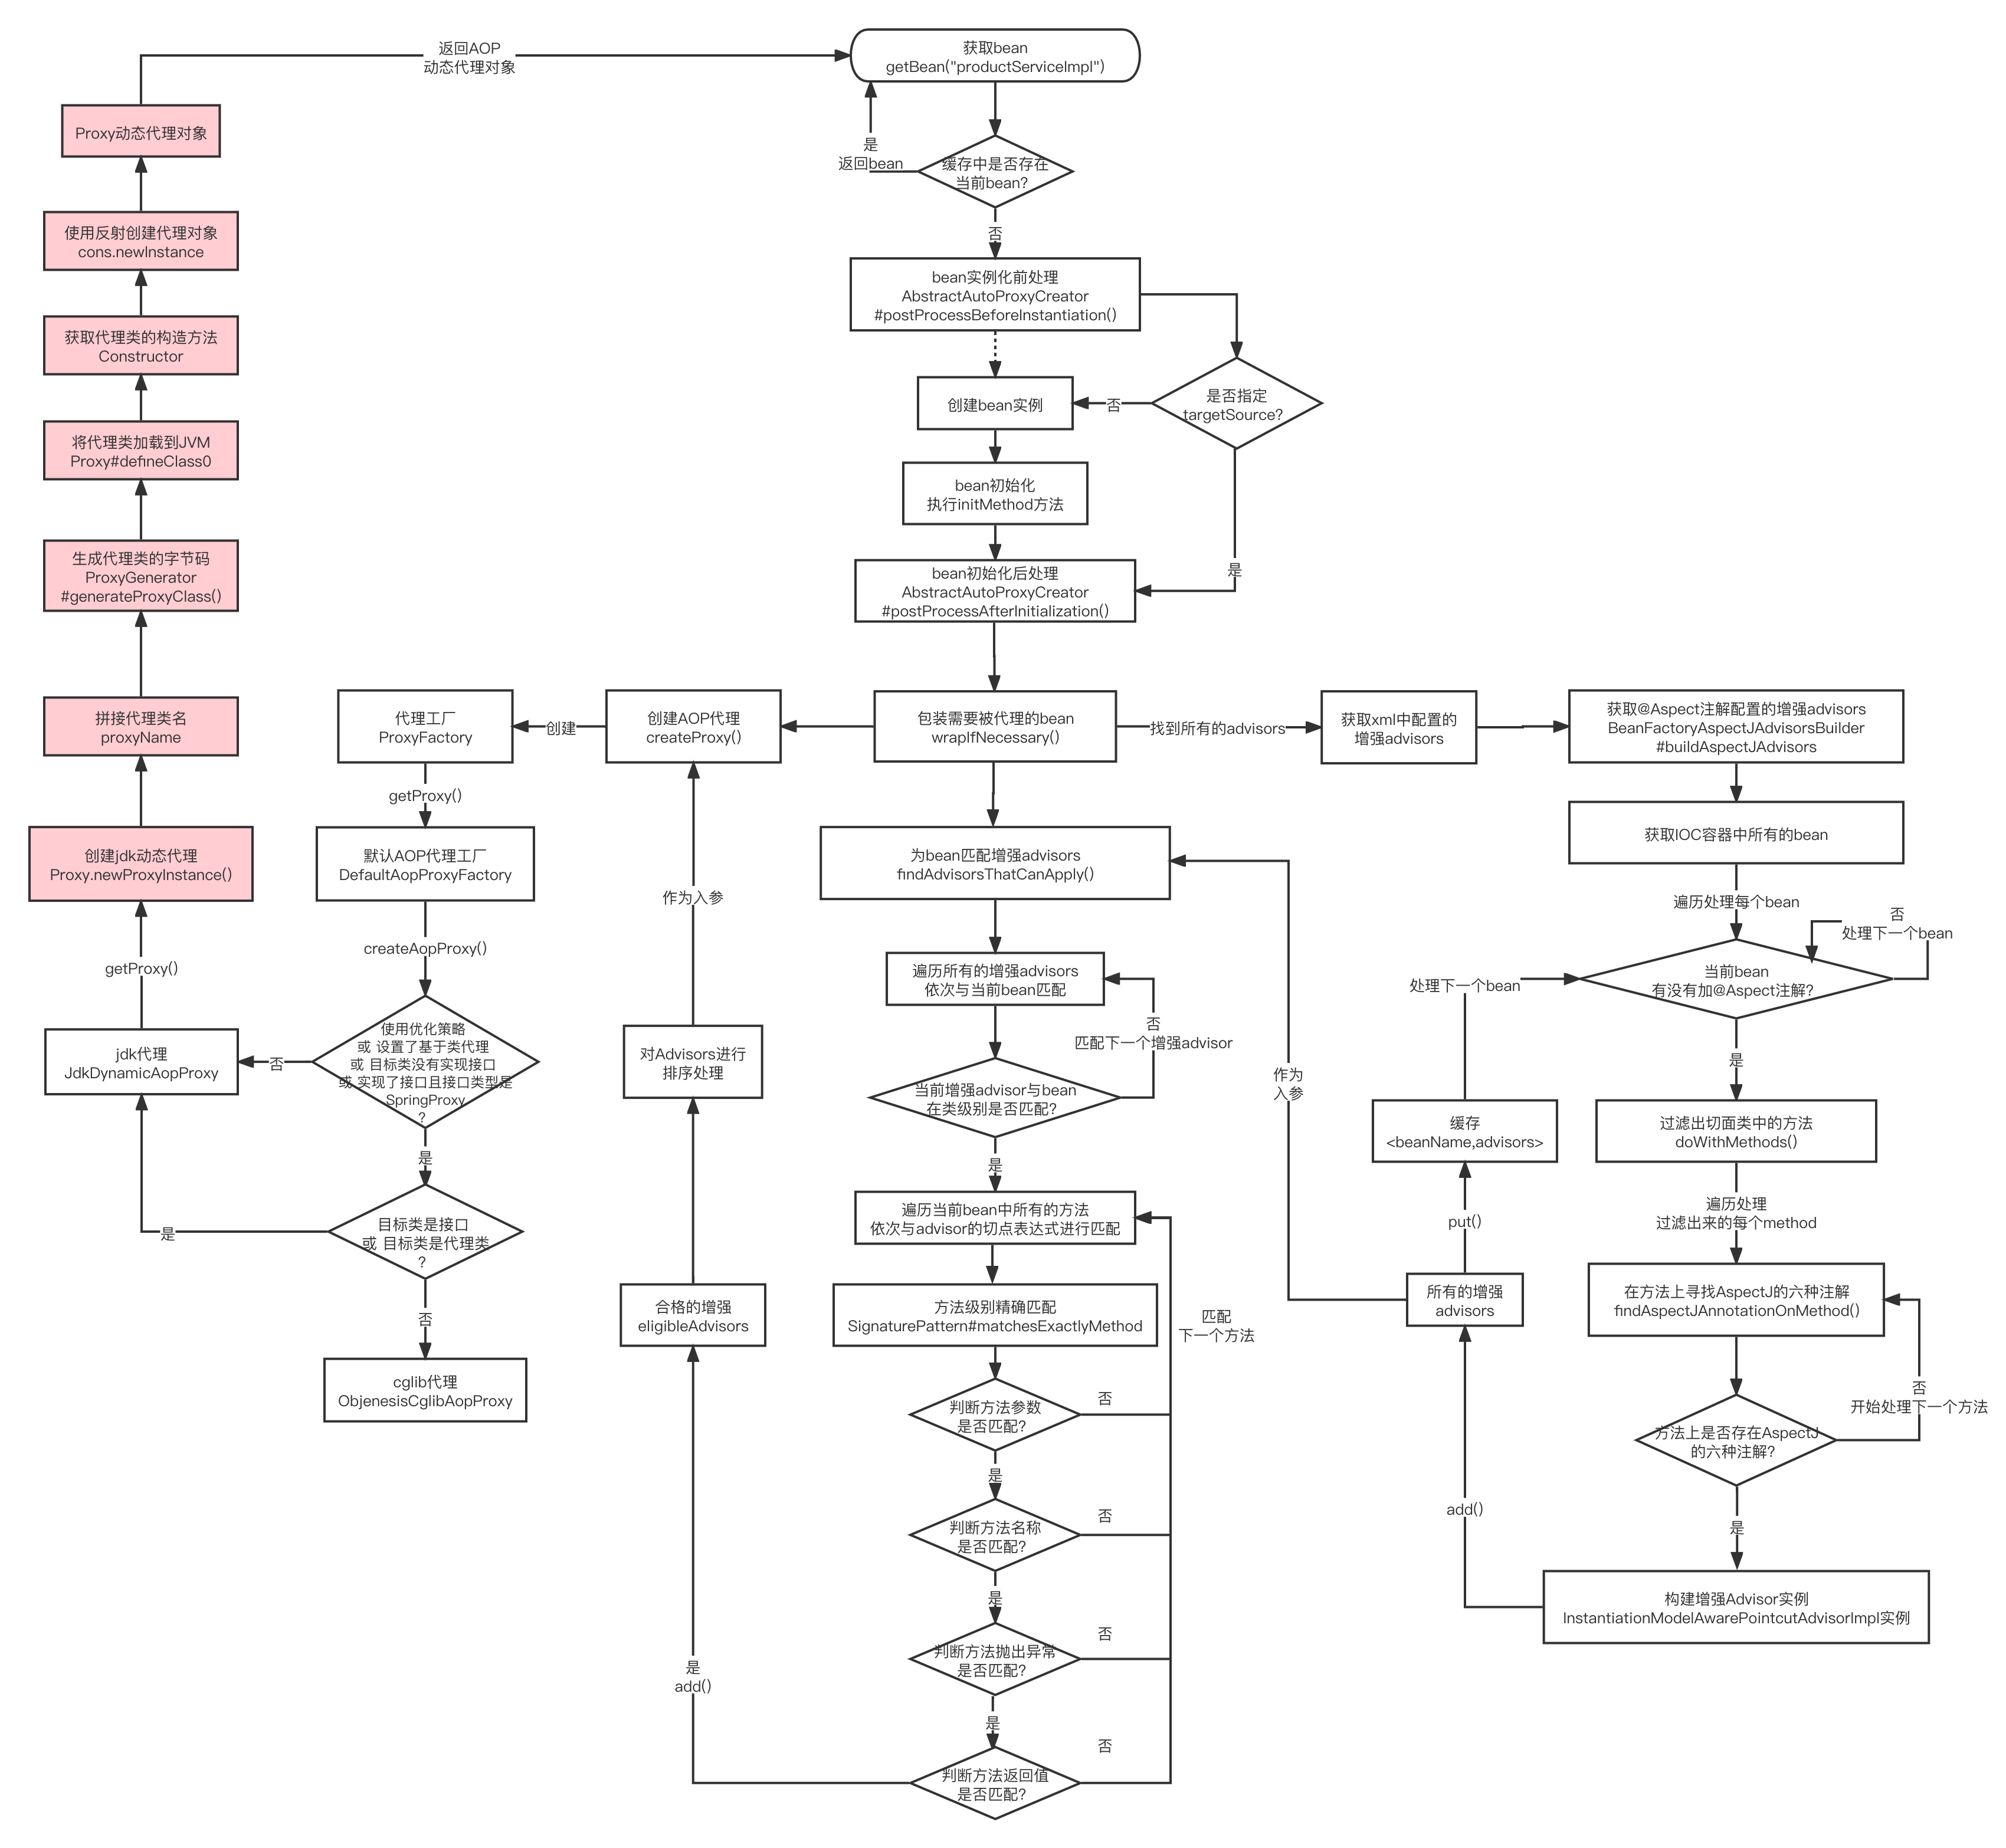 获取bean
getBean("productServiceImpl")
返回AOP
动态代理对象
是
返回bean
缓存中是否存在
当前bean?
否
bean实例化前处理
AbstractAutoProxyCreator
#postProcessBeforeInstantiation()
是否指定
targetSource?
否
创建bean实例
bean初始化
执行initMethod方法
是
bean初始化后处理
AbstractAutoProxyCreator
#postProcessAfterInitialization()
包装需要被代理的bean
wrapIfNecessary()
找到所有的advisors
获取xml中配置的
增强advisors
获取@Aspect注解配置的增强advisors
BeanFactoryAspectJAdvisorsBuilder
#buildAspectJAdvisors
获取IOC容器中所有的bean
遍历处理每个bean
否
处理下一个bean
当前bean
有没有加@Aspect注解?
处理下一个bean
是
过滤出切面类中的方法
doWithMethods()
遍历处理
过滤出来的每个method
在方法上寻找AspectJ的六种注解
findAspectJAnnotationOnMethod()
否
开始处理下一个方法
方法上是否存在AspectJ
的六种注解?
是
构建增强Advisor实例
InstantiationModelAwarePointcutAdvisorImpl实例
add()
所有的增强
advisors
put()
缓存
<beanName,advisors>
作为
入参
为bean匹配增强advisors
findAdvisorsThatCanApply()
遍历所有的增强advisors
依次与当前bean匹配
否
匹配下一个增强advisor
当前增强advisor与bean
在类级别是否匹配?
是
遍历当前bean中所有的方法
依次与advisor的切点表达式进行匹配
方法级别精确匹配
SignaturePattern#matchesExactlyMethod
匹配
下一个方法
判断方法参数
是否匹配?
否
是
判断方法名称
是否匹配?
否
是
判断方法抛出异常
是否匹配?
否
是
判断方法返回值
是否匹配?
否
是
add()
合格的增强
eligibleAdvisors
对Advisors进行
排序处理
作为入参
创建AOP代理
createProxy()
创建
代理工厂
ProxyFactory
getProxy()
默认AOP代理工厂
DefaultAopProxyFactory
createAopProxy()
使用优化策略
或 设置了基于类代理
或 目标类没有实现接口
或 实现了接口且接口类型是
SpringProxy
?
否
是
目标类是接口
或 目标类是代理类
?
是
否
cglib代理
ObjenesisCglibAopProxy
jdk代理
JdkDynamicAopProxy
getProxy()
创建jdk动态代理
Proxy.newProxyInstance()
拼接代理类名
proxyName
生成代理类的字节码
ProxyGenerator
#generateProxyClass()
将代理类加载到JVM
Proxy#defineClass0
获取代理类的构造方法
Constructor
使用反射创建代理对象
cons.newInstance
Proxy动态代理对象